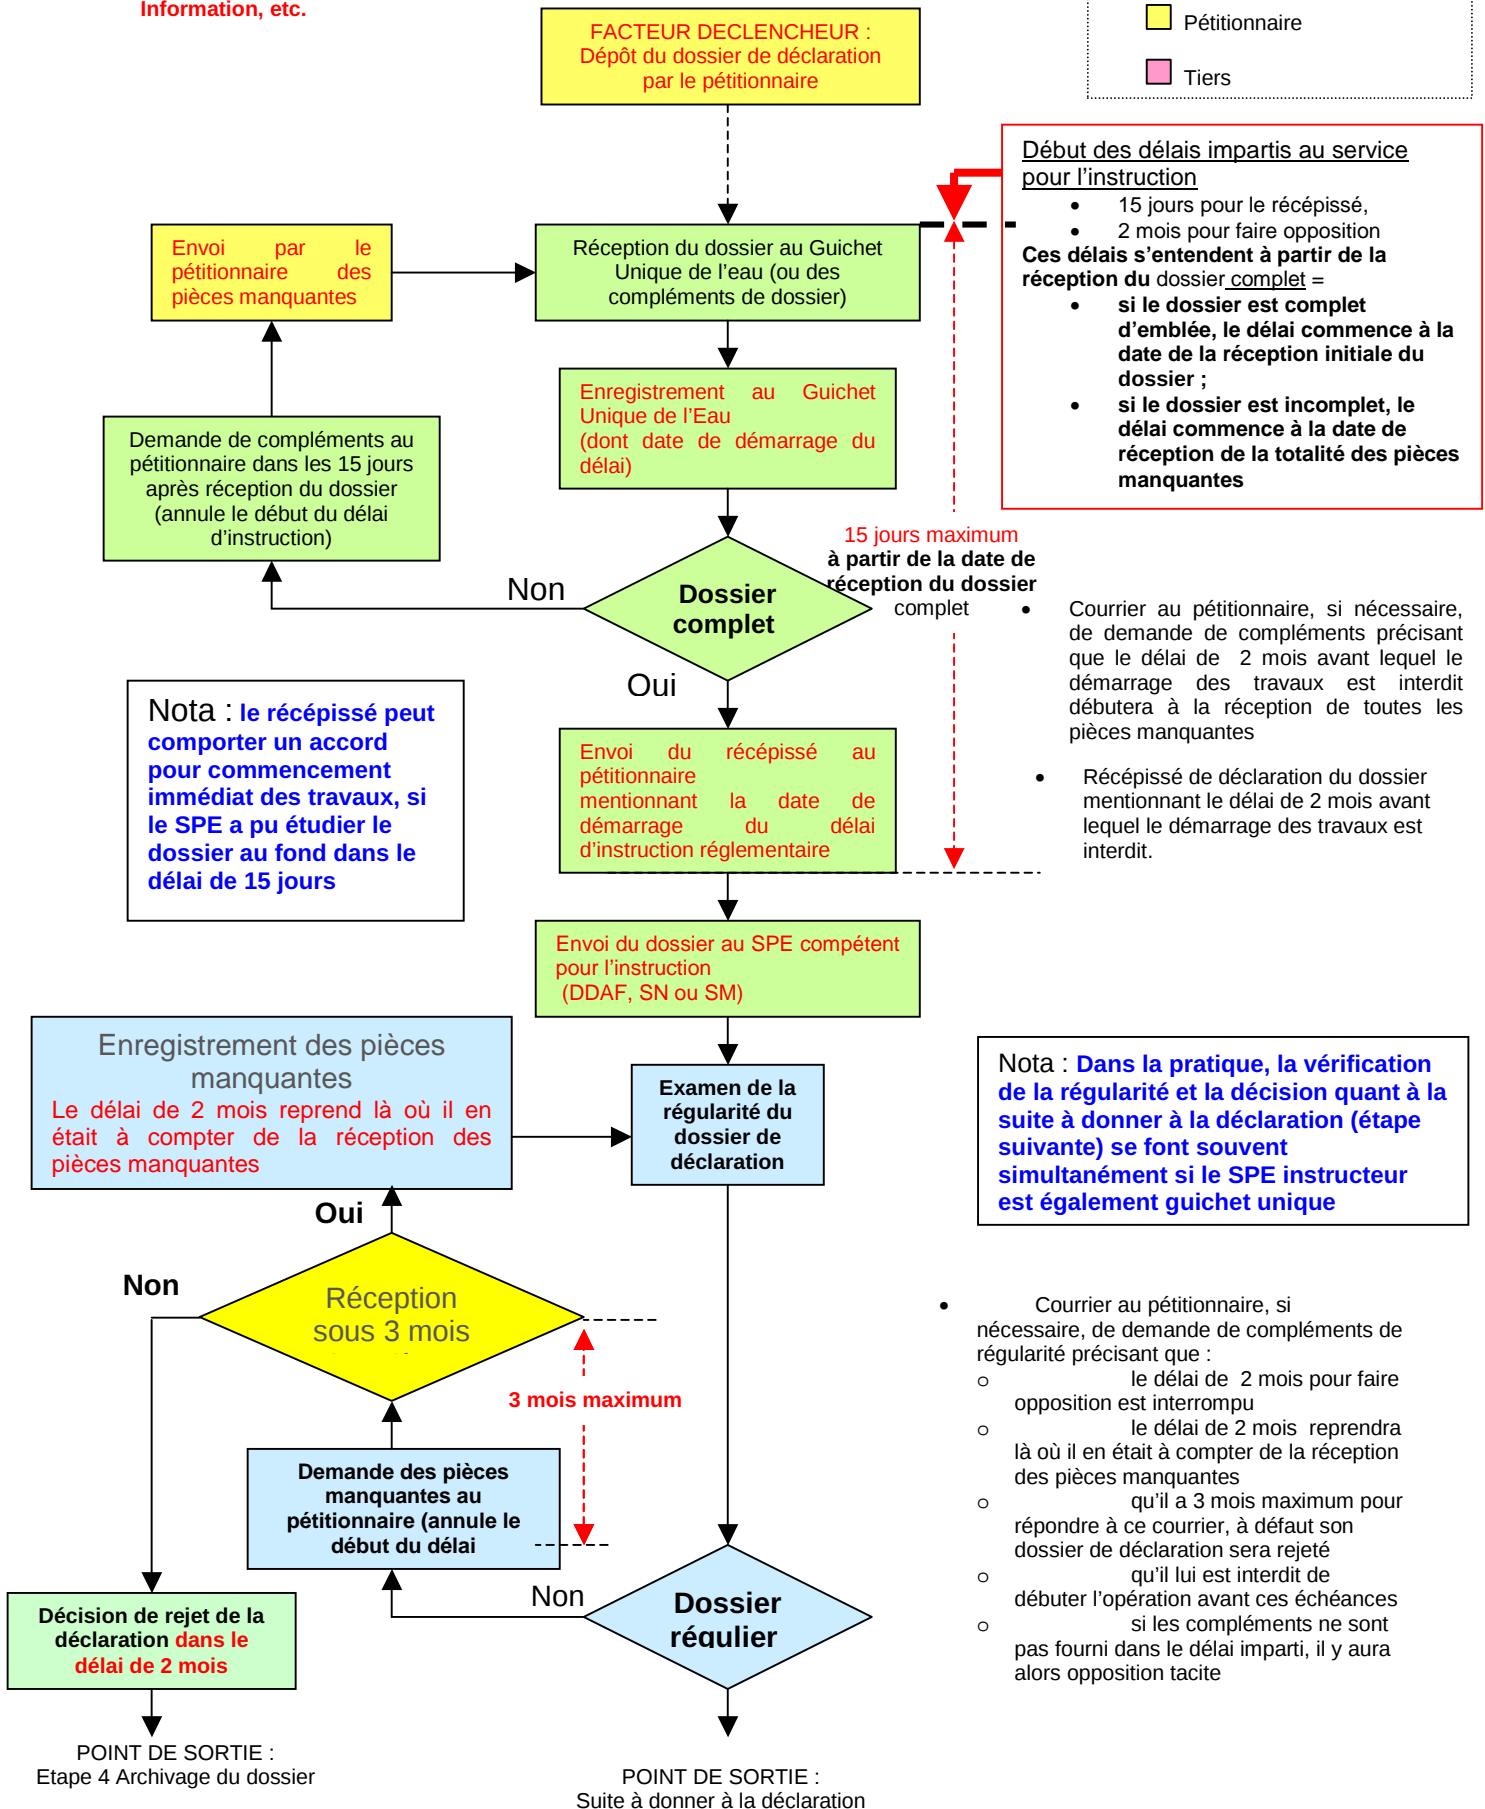 Information, etc.
FACTEUR DECLENCHEUR :
Dépôt du dossier de déclaration
par le pétitionnaire
Pétitionnaire
Tiers
Début des délais impartis au service
pour l’instruction
• 15 jours pour le récépissé,
• 2 mois pour faire opposition
Ces délais s’entendent à partir de la
réception du dossier complet =
• si le dossier est complet
d’emblée, le délai commence à la
date de la réception initiale du
dossier ;
• si le dossier est incomplet, le
délai commence à la date de
réception de la totalité des pièces
manquantes
Envoi par le
pétitionnaire des
pièces manquantes
Réception du dossier au Guichet
Unique de l’eau (ou des
compléments de dossier)
Enregistrement au Guichet
Unique de l’Eau
(dont date de démarrage du
délai)
Demande de compléments au
pétitionnaire dans les 15 jours
après réception du dossier
(annule le début du délai
d’instruction)
15 jours maximum
à partir de la date de
réception du dossier
complet
Non
Dossier
complet
Oui
• Courrier au pétitionnaire, si nécessaire,
de demande de compléments précisant
que le délai de 2 mois avant lequel le
démarrage des travaux est interdit
débutera à la réception de toutes les
pièces manquantes
• Récépissé de déclaration du dossier
mentionnant le délai de 2 mois avant
lequel le démarrage des travaux est
interdit.
Nota : le récépissé peut
comporter un accord
pour commencement
immédiat des travaux, si
le SPE a pu étudier le
dossier au fond dans le
délai de 15 jours
Envoi du récépissé au
pétitionnaire
mentionnant la date de
démarrage du délai
d’instruction réglementaire
Envoi du dossier au SPE compétent
pour l’instruction
(DDAF, SN ou SM)
Enregistrement des pièces
manquantes
Le délai de 2 mois reprend là où il en
était à compter de la réception des
pièces manquantes
Examen de la
régularité du
dossier de
déclaration
Nota : Dans la pratique, la vérification
de la régularité et la décision quant à la
suite à donner à la déclaration (étape
suivante) se font souvent
simultanément si le SPE instructeur
est également guichet unique
Oui
Non
Réception
sous 3 mois
3 mois maximum
Demande des pièces
manquantes au
pétitionnaire (annule le
début du délai
Non
Dossier
régulier
• Courrier au pétitionnaire, si
nécessaire, de demande de compléments de
régularité précisant que :
o le délai de 2 mois pour faire
opposition est interrompu
o le délai de 2 mois reprendra
là où il en était à compter de la réception
des pièces manquantes
o qu’il a 3 mois maximum pour
répondre à ce courrier, à défaut son
dossier de déclaration sera rejeté
o qu’il lui est interdit de
débuter l’opération avant ces échéances
o si les compléments ne sont
pas fourni dans le délai imparti, il y aura
alors opposition tacite
Décision de rejet de la
déclaration dans le
délai de 2 mois
POINT DE SORTIE :
Etape 4 Archivage du dossier
POINT DE SORTIE :
Suite à donner à la déclaration